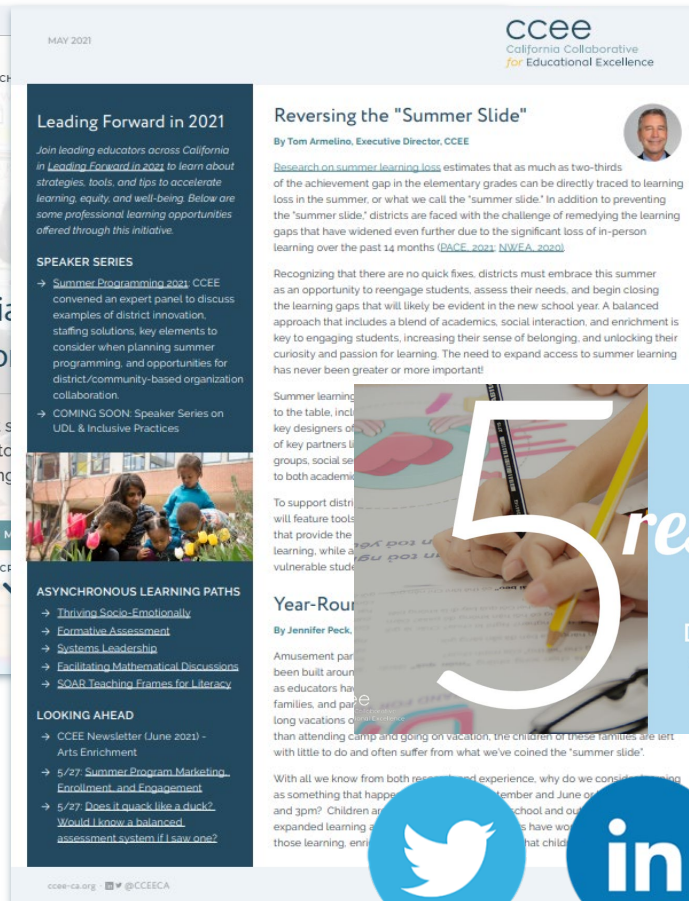 MAY 2021
ccee
California Collaborative
for Educational Excellence
Leading Forward in 2021
Join leading educators across California
in Leading Forward in 2021 to learn about
strategies, tools, and tips to accelerate
learning, equity, and well-being. Below are
some professional learning opportunities
offered through this initiative.
SPEAKER SERIES
→ Summer Programming 2021: CCEE
convened an expert panel to discuss
examples of district innovation,
staffing solutions, key elements to
consider when planning summer
programming, and opportunities for
district/community-based organization
collaboration.
→ COMING SOON: Speaker Series on
UDL & Inclusive Practices
ASYNCHRONOUS LEARNING PATHS
→ Thriving Socio-Emotionally
→ Formative Assessment
→ Systems Leadership
→ Facilitating Mathematical Discussions
→ SOAR Teaching Frames for Literacy
LOOKING AHEAD
→ CCEE Newsletter (June 2021) -
Arts Enrichment
→ 5/27: Summer Program Marketing,
Enrollment, and Engagement
→ 5/27: Does it quack like a duck?
Would I know a balanced
assessment system if I saw one?
Reversing the "Summer Slide"
By Tom Armelino, Executive Director, CCEE
Research on summer learning loss estimates that as much as two-thirds
of the achievement gap in the elementary grades can be directly traced to learning
loss in the summer, or what we call the "summer slide." In addition to preventing
the "summer slide," districts are faced with the challenge of remedying the learning
gaps that have widened even further due to the significant loss of in-person
learning over the past 14 months (PACE, 2021; NWEA, 2020).
Recognizing that there are no quick fixes, districts must embrace this summer
as an opportunity to reengage students, assess their needs, and begin closing
the learning gaps that will likely be evident in the new school year. A balanced
approach that includes a blend of academics, social interaction, and enrichment is
key to engaging students, increasing their sense of belonging, and unlocking their
curiosity and passion for learning. The need to expand access to summer learning
has never been greater or more important!
Summer learning
to the table, incl
key designers of
of key partners li
groups, social se
to both academi
To support distri
will feature tools
that provide the
learning, while a
vulnerable stude
5
Year-Rou
By Jennifer Peck,
Amusement par
been built aroun
as educators hav
families, and par
long vacations o
than attending camp and going on vacation, the children of these families are left
with little to do and often suffer from what we've coined the "summer slide".
With all we know from both experience, why do we
as something that happe tember and June
and 3pm? Children ar school and
expanded learning a s have
those learning, enri hat
in
ccee-ca.org · in @CCEECA